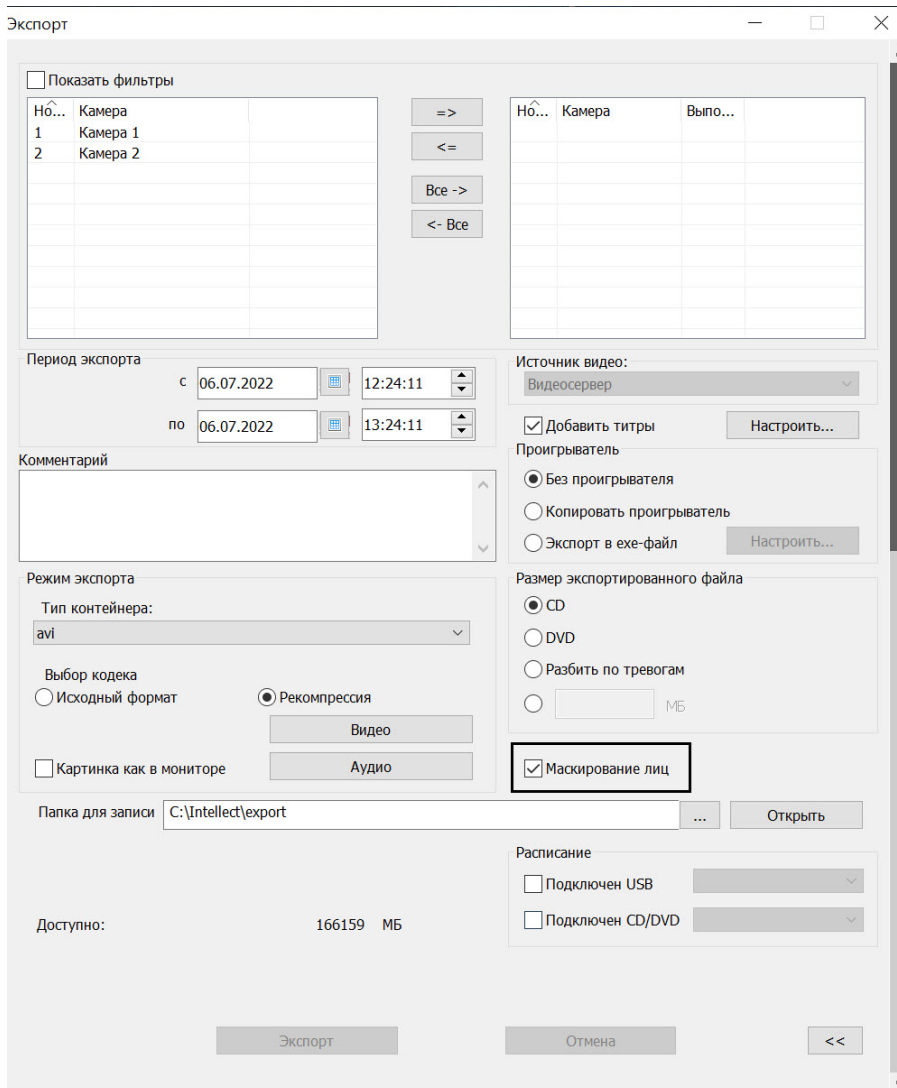 Экспорт
Показать фильтры
Но... Камера
1 Камера 1
2 Камера 2
=>
<=
Все ->
<- Все
Но... Камера Выпо...
Период экспорта
с 06.07.2022 12:24:11
по 06.07.2022 13:24:11
Источник видео:
Видеосервер
Добавить титры Настроить...
Комментарий
Проигрыватель
Без проигрывателя
Копировать проигрыватель
Экспорт в exe-файл Настроить...
Режим экспорта
Тип контейнера:
avi
Выбор кодека
Исходный формат Рекомпрессия
Видео
Картинка как в мониторе Аудио
Размер экспортированного файла
CD
DVD
Разбить по тревогам
МБ
Маскирование лиц
Папка для записи C:\Intellect\export ... Открыть
Расписание
Подключен USB
Подключен CD/DVD
Доступно: 166159 МБ
Экспорт Отмена <<